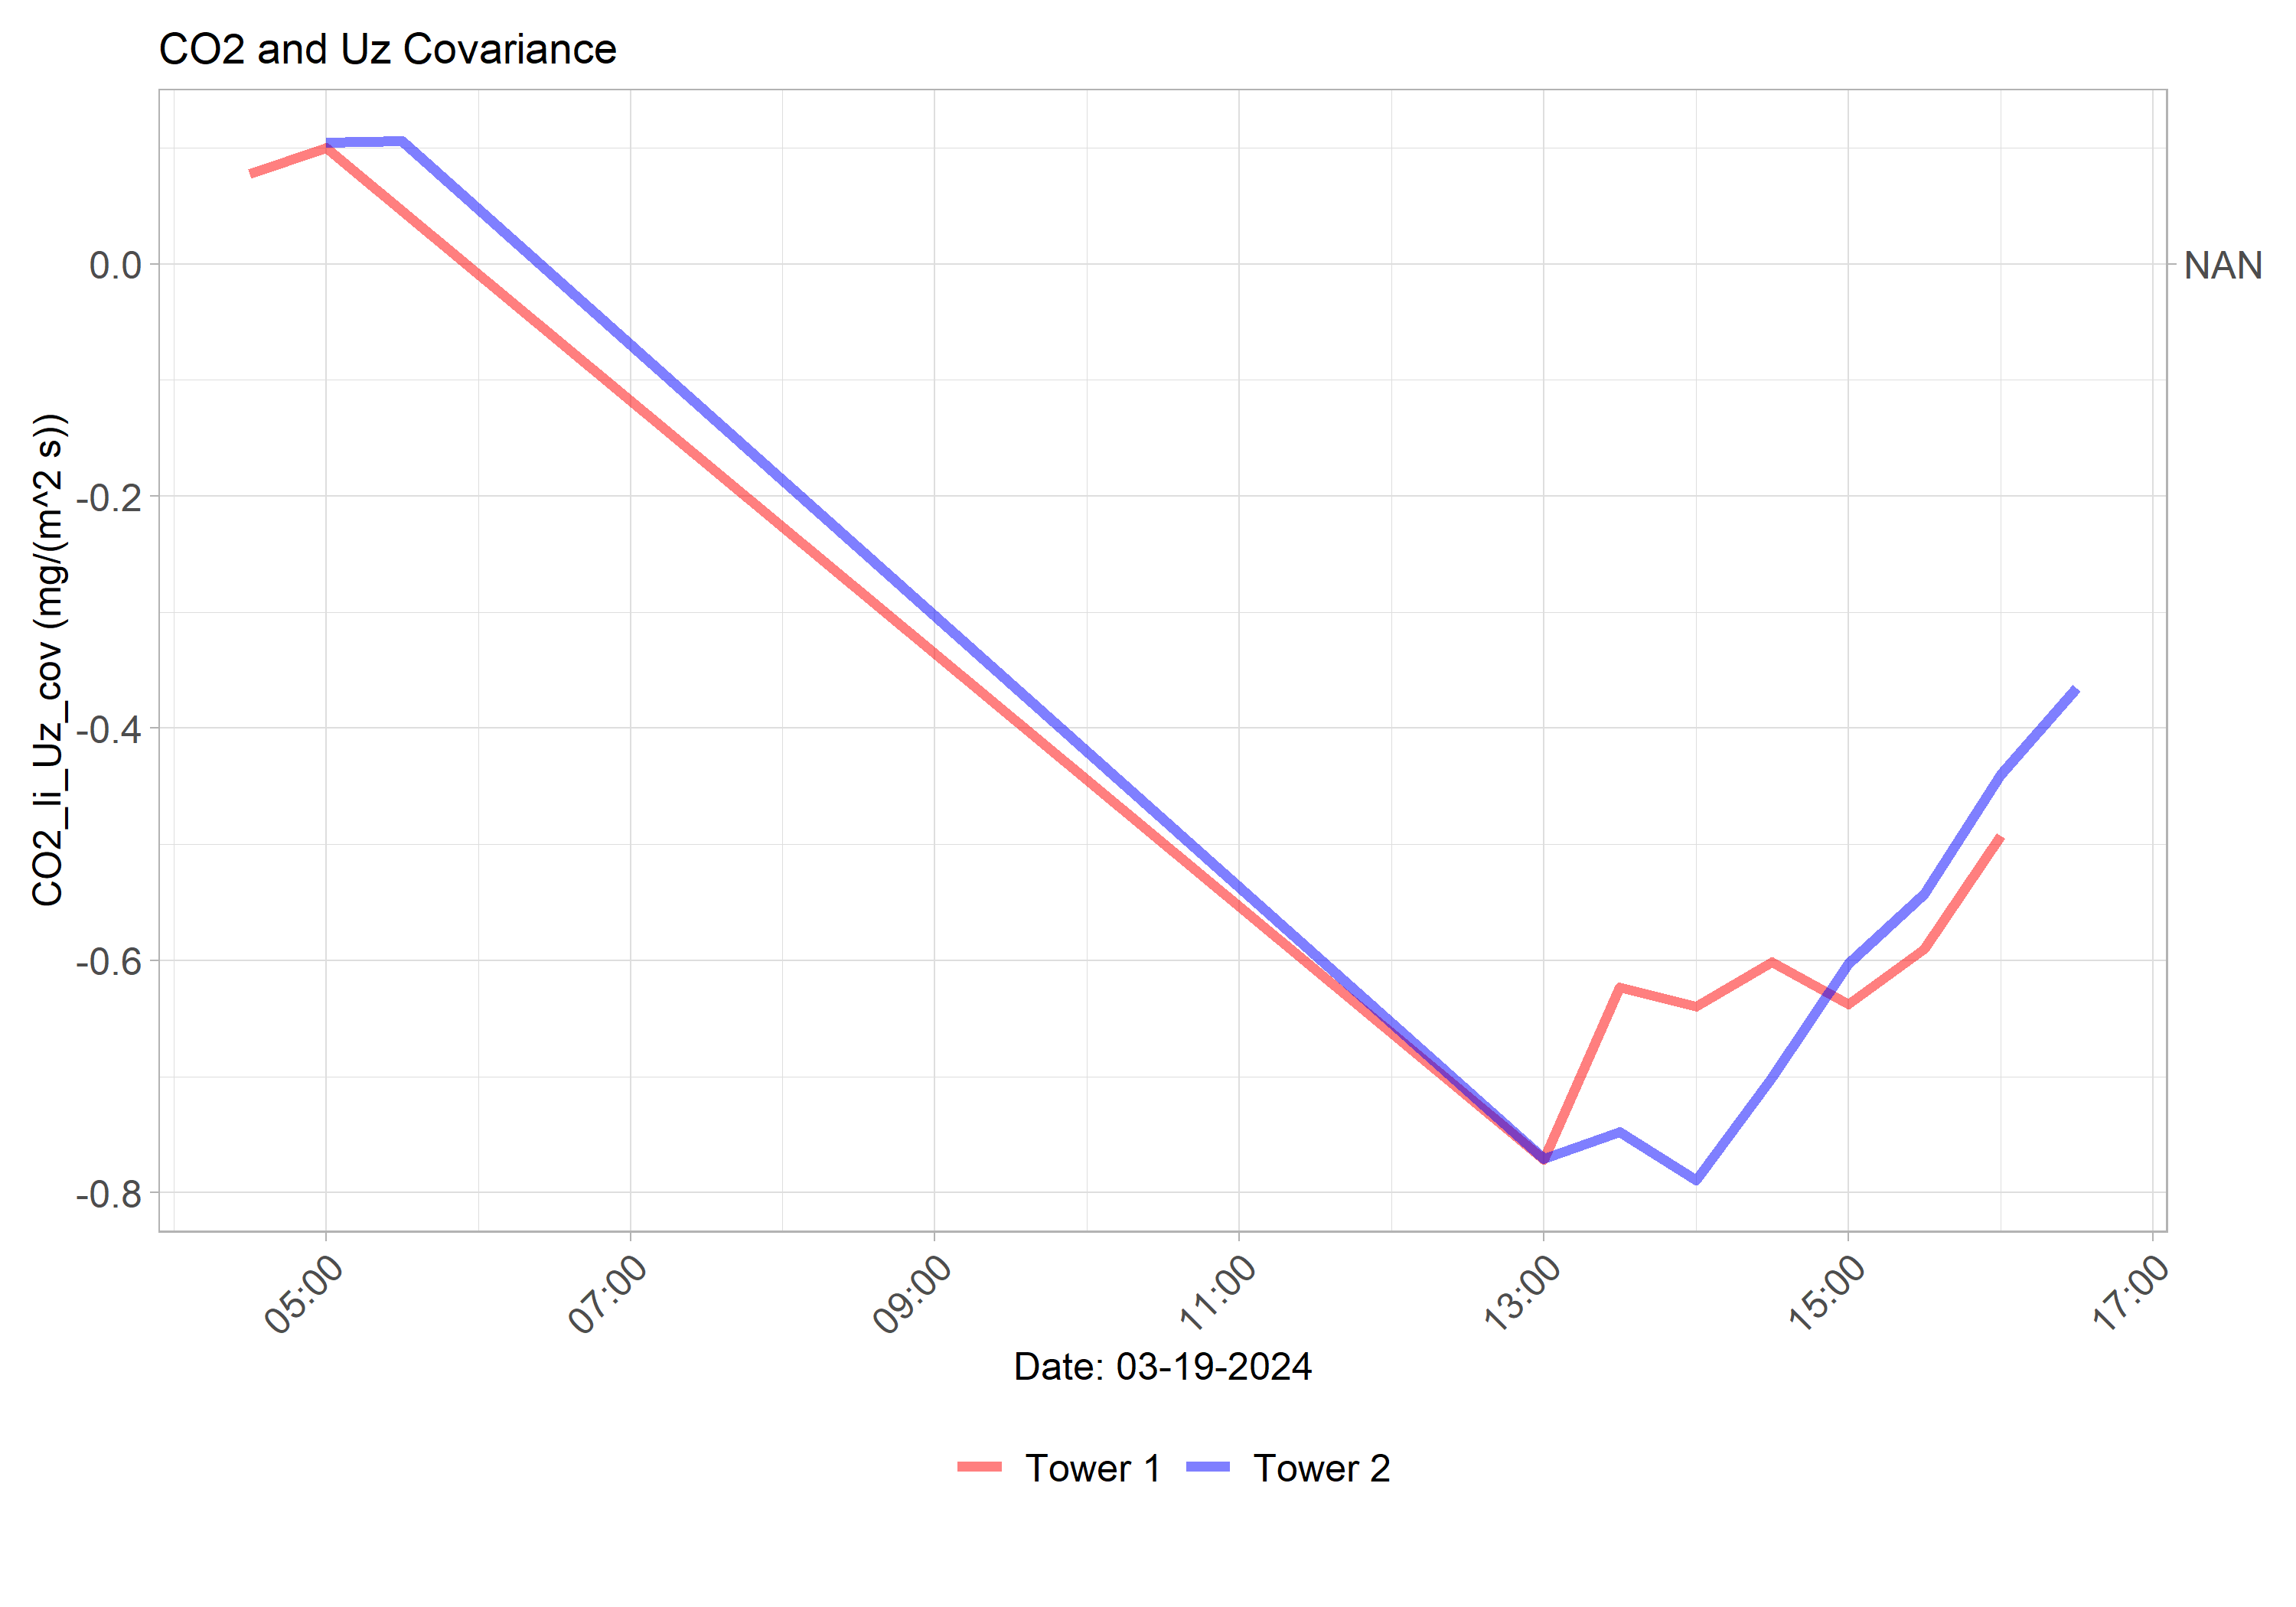 CO2 and Uz Covariance
CO2_li_Uz_cov (mg/(m^2 s))
0.0
-0.2
-0.4
-0.6
-0.8
NAN
05:00
07:00
09:00
11:00
13:00
15:00
17:00
Date: 03-19-2024
Tower 1
Tower 2